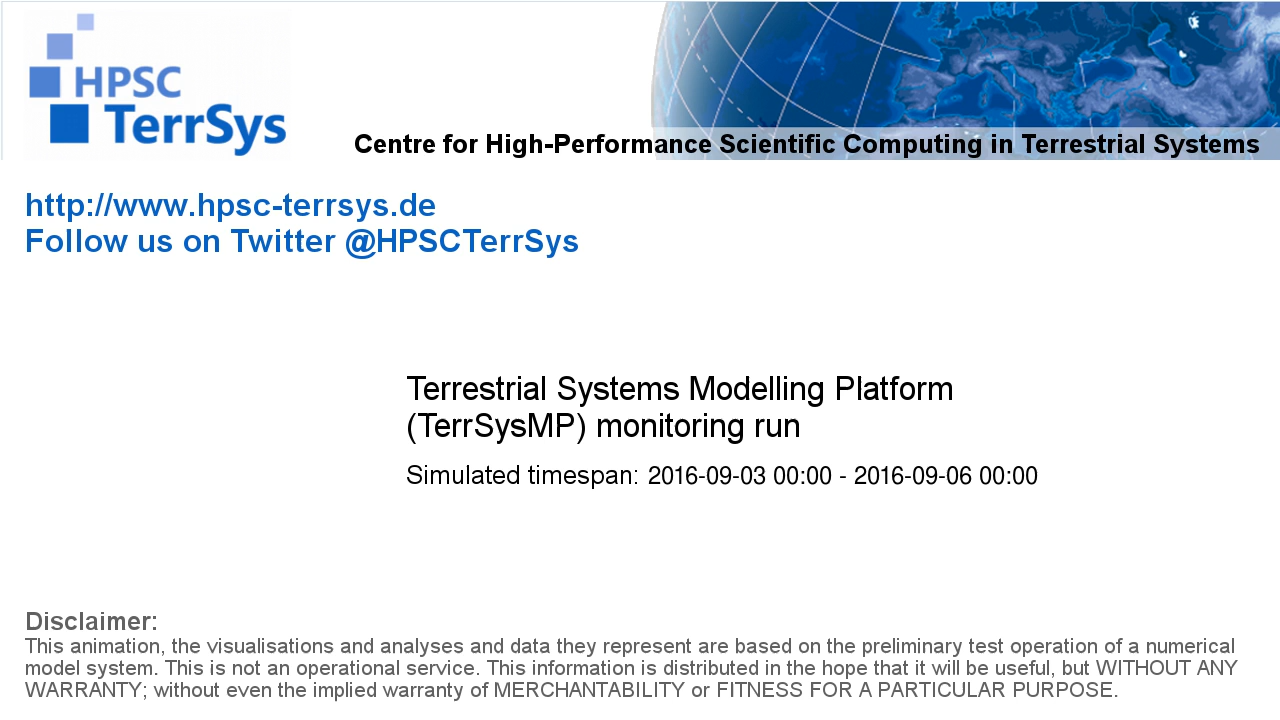 HPSC
TerrSys
Centre for High-Performance Scientific Computing in Terrestrial Systems
http://www.hpsc-terrsys.de
Follow us on Twitter @HPSCTerrSys
Terrestrial Systems Modelling Platform
(TerrSysMP) monitoring run
Simulated timespan: 2016-09-03 00:00 - 2016-09-06 00:00
Disclaimer:
This animation, the visualisations and analyses and data they represent are based on the preliminary test operation of a numerical
model system. This is not an operational service. This information is distributed in the hope that it will be useful, but WITHOUT ANY
WARRANTY; without even the implied warranty of MERCHANTABILITY or FITNESS FOR A PARTICULAR PURPOSE.